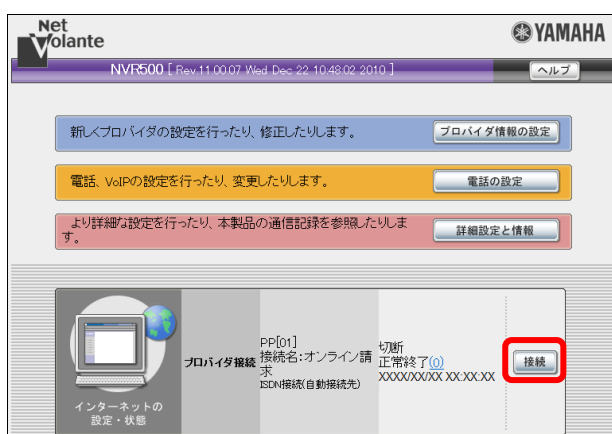 Net
Volante
YAMAHA
NVR500 [ Rev.11.00.07 Wed Dec 22 10:48:02 2010 ]
ヘルプ
新しくプロバイダの設定を行ったり、修正したりします。
プロバイダ情報の設定
電話、VoIPの設定を行ったり、変更したりします。
電話の設定
より詳細な設定を行ったり、本製品の通信記録を参照したりしま
す。
詳細設定と情報
インターネットの
設定・状態
プロバイダ接続
PP[01]
接続名:オンライン請
求
ISDN接続(自動接続先)
切断
正常終了(0)
XXXX/XX/XX XX:XX:XX
接続